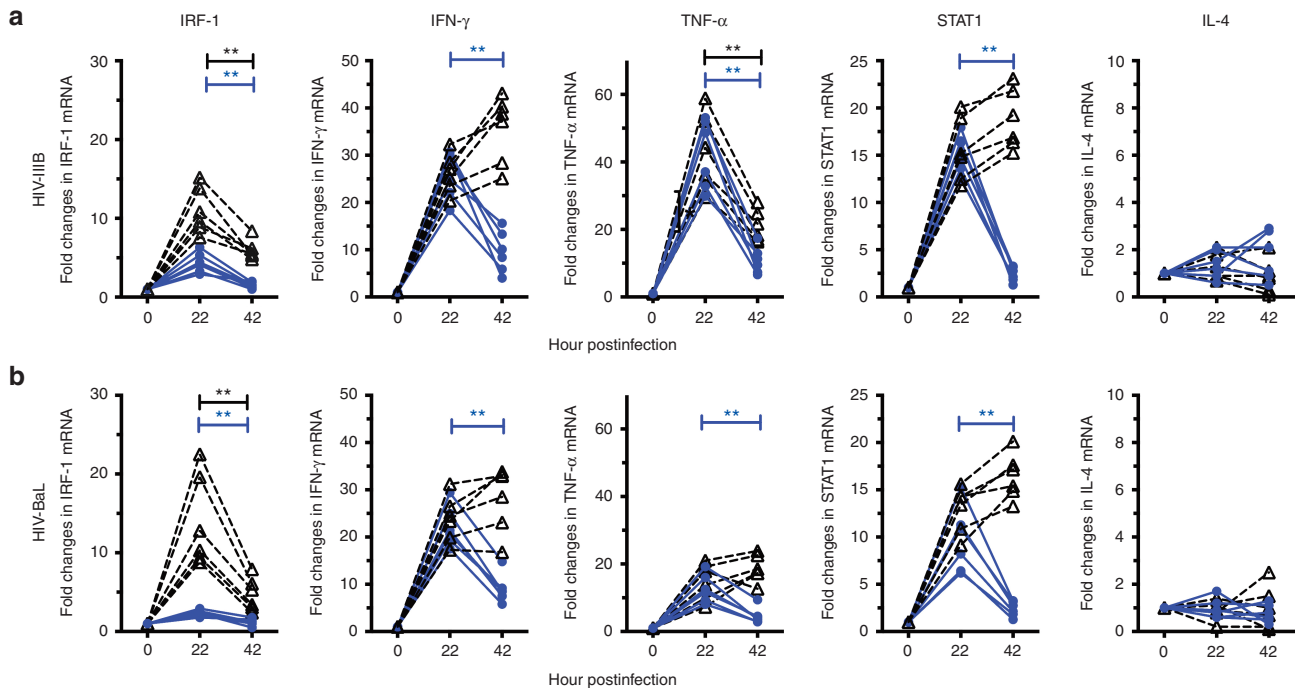 a
IRF-1
IFN-γ
TNF-α
STAT1
IL-4
HIV-IIIB
Fold changes in IRF-1 mRNA
30
20
10
0
0 22 42
**
**
Fold changes in IFN-γ mRNA
50
40
30
20
10
0
0 22 42
**
Fold changes in TNF-α mRNA
60
40
20
0
0 22 42
**
**
Fold changes in STAT1 mRNA
25
20
15
10
5
0
0 22 42
**
Fold changes in IL-4 mRNA
10
8
6
4
2
0
0 22 42
Hour postinfection
b
HIV-BaL
Fold changes in IRF-1 mRNA
30
20
10
0
0 22 42
**
**
Fold changes in IFN-γ mRNA
50
40
30
20
10
0
0 22 42
**
Fold changes in TNF-α mRNA
60
40
20
0
0 22 42
**
Fold changes in STAT1 mRNA
25
20
15
10
5
0
0 22 42
**
Fold changes in IL-4 mRNA
10
8
6
4
2
0
0 22 42
Hour postinfection